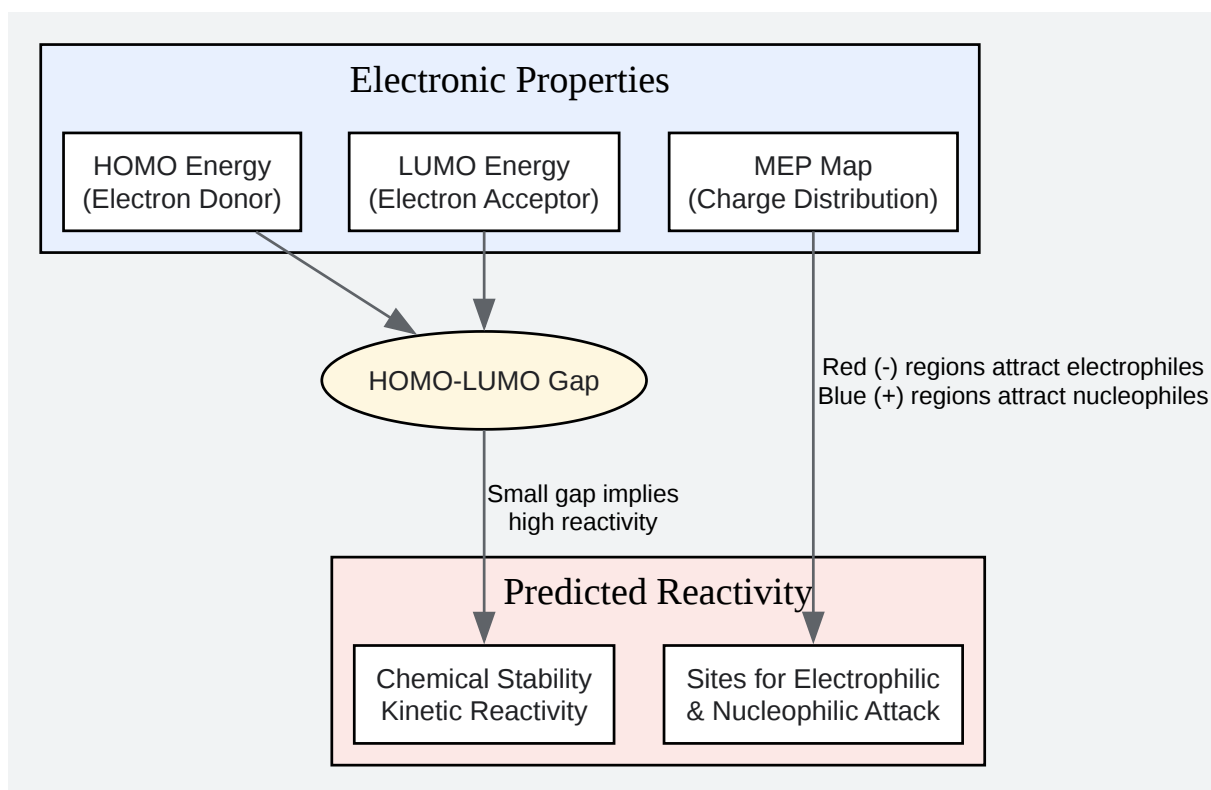 Electronic Properties
HOMO Energy
(Electron Donor)
LUMO Energy
(Electron Acceptor)
MEP Map
(Charge Distribution)
HOMO-LUMO Gap
Red (-) regions attract electrophiles
Blue (+) regions attract nucleophiles
Small gap implies
high reactivity
Predicted Reactivity
Chemical Stability
Kinetic Reactivity
Sites for Electrophilic
& Nucleophilic Attack